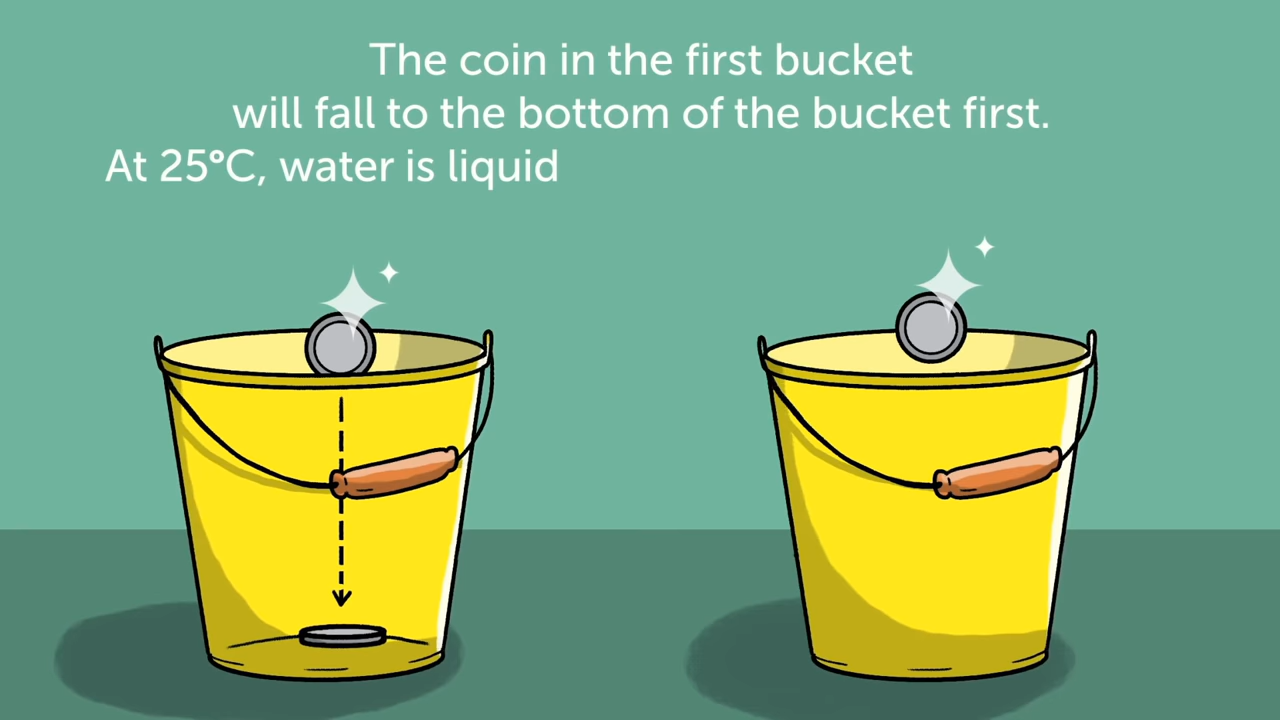 The coin in the first bucket
will fall to the bottom of the bucket first.
At 25°C, water is liquid